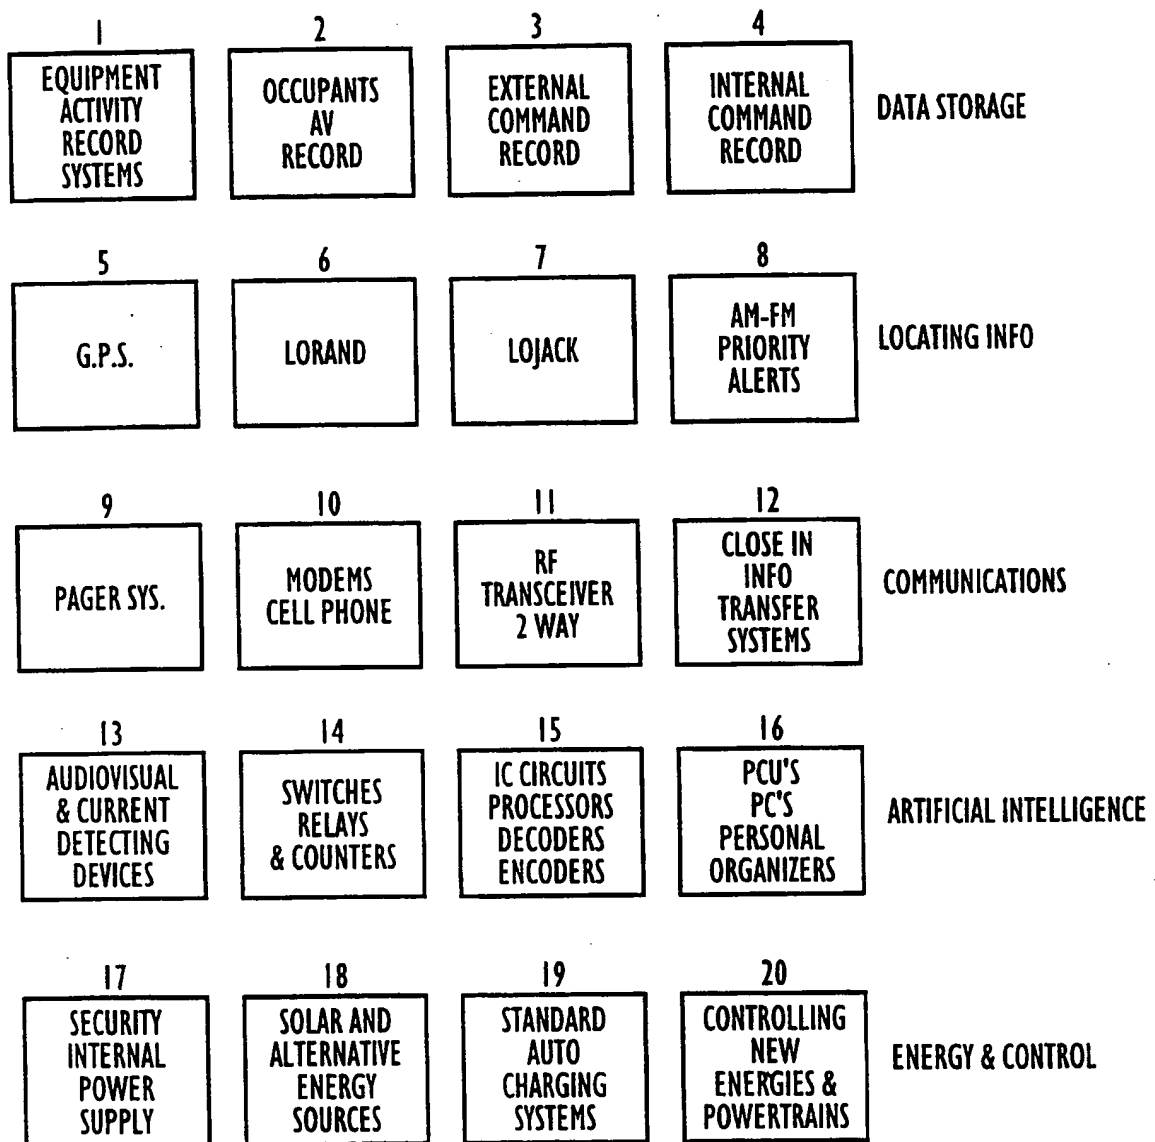 1
EQUIPMENT
ACTIVITY
RECORD
SYSTEMS
2
OCCUPANTS
AV
RECORD
3
EXTERNAL
COMMAND
RECORD
4
INTERNAL
COMMAND
RECORD
DATA STORAGE
5
G.P.S.
6
LORAND
7
LOJACK
8
AM-FM
PRIORITY
ALERTS
LOCATING INFO
9
PAGER SYS.
10
MODEMS
CELL PHONE
11
RF
TRANSCEIVER
2 WAY
12
CLOSE IN
INFO
TRANSFER
SYSTEMS
COMMUNICATIONS
13
AUDIOVISUAL
& CURRENT
DETECTING
DEVICES
14
SWITCHES
RELAYS
& COUNTERS
15
IC CIRCUITS
PROCESSORS
DECODERS
ENCODERS
16
PCU'S
PC'S
PERSONAL
ORGANIZERS
ARTIFICIAL INTELLIGENCE
17
SECURITY
INTERNAL
POWER
SUPPLY
18
SOLAR AND
ALTERNATIVE
ENERGY
SOURCES
19
STANDARD
AUTO
CHARGING
SYSTEMS
20
CONTROLLING
NEW
ENERGIES &
POWERTRAINS
ENERGY & CONTROL